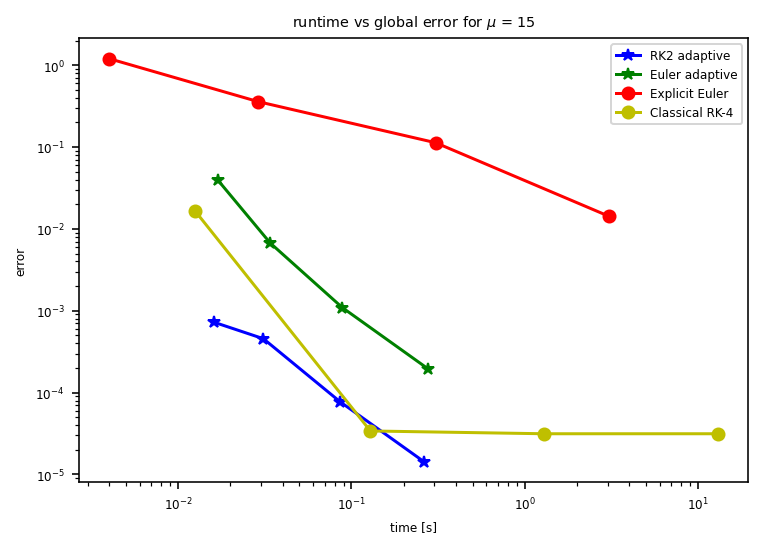 runtime vs global error for μ = 15
RK2 adaptive
Euler adaptive
Explicit Euler
Classical RK-4
error
10⁰
10⁻¹
10⁻²
10⁻³
10⁻⁴
10⁻⁵
10⁻² 10⁻¹ 10⁰ 10¹
time [s]